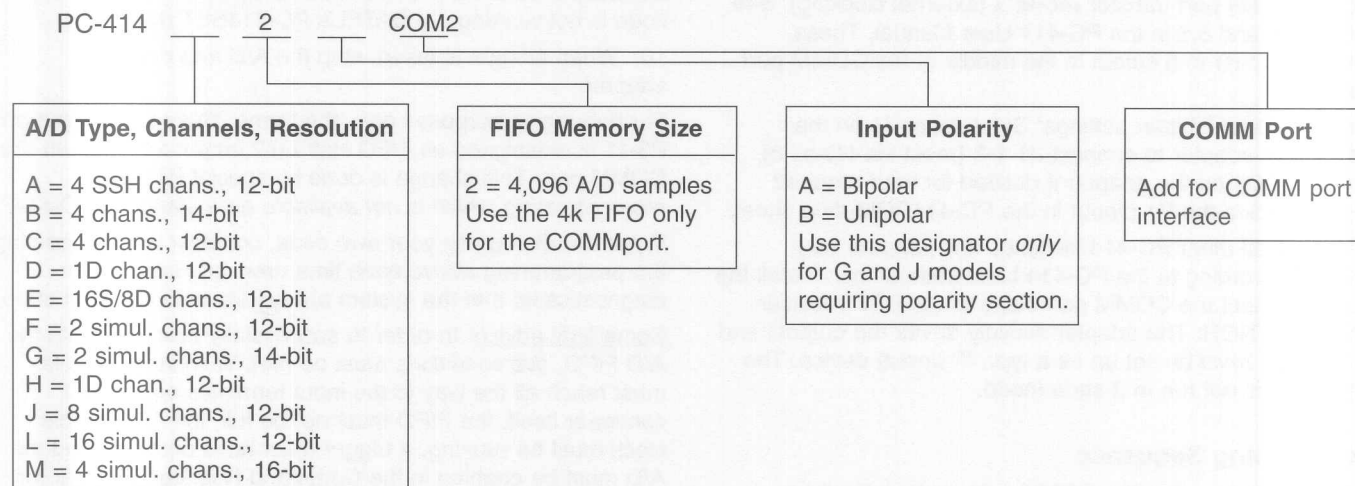 PC-414 2 COM2
A/D Type, Channels, Resolution
A = 4 SSH chans., 12-bit
B = 4 chans., 14-bit
C = 4 chans., 12-bit
D = 1D chan., 12-bit
E = 16S/8D chans., 12-bit
F = 2 simul. chans., 12-bit
G = 2 simul. chans., 14-bit
H = 1D chan., 12-bit
J = 8 simul. chans., 12-bit
L = 16 simul. chans., 12-bit
M = 4 simul. chans., 16-bit
FIFO Memory Size
2 = 4,096 A/D samples
Use the 4k FIFO only
for the COMMport.
Input Polarity
A = Bipolar
B = Unipolar
Use this designator only
for G and J models
requiring polarity section.
COMM Port
Add for COMM port
interface